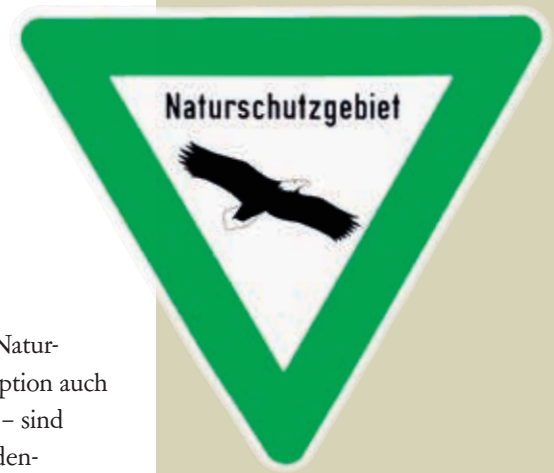 Naturschutzgebiet
Natur-
ption auch
– sind
den-